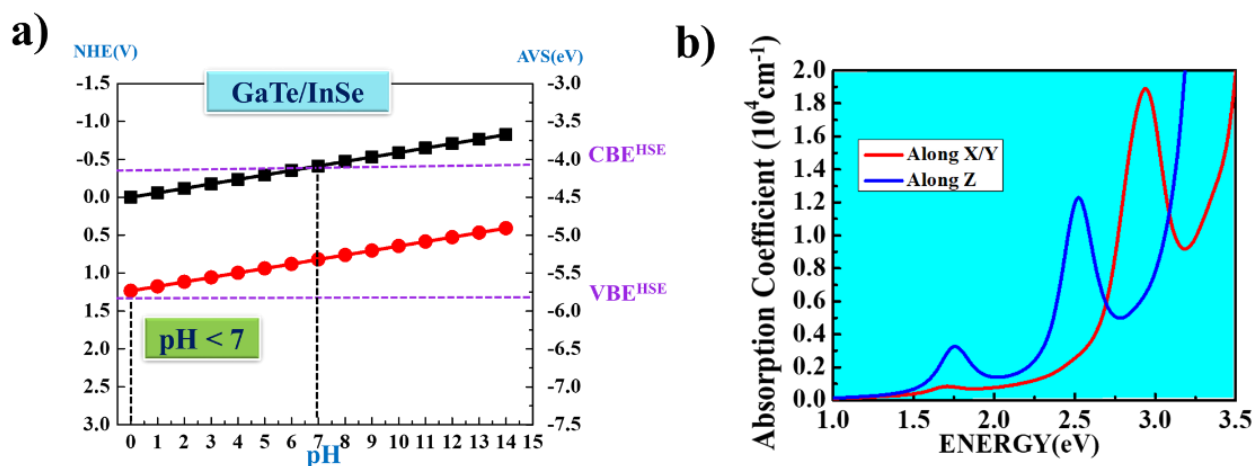 a)
NHE(V)
AVS(eV)
GaTe/InSe
-1.5
-1.0
-0.5
0.0
0.5
1.0
1.5
2.0
2.5
3.0
-3.0
-3.5
-4.0
-4.5
-5.0
-5.5
-6.0
-6.5
-7.0
-7.5
CBE^HSE
VBE^HSE
pH < 7
0 1 2 3 4 5 6 7 8 9 10 11 12 13 14 15
pH
b)
Absorption Coefficient (10^4cm^-1)
2.0
1.8
1.6
1.4
1.2
1.0
0.8
0.6
0.4
0.2
0.0
Along X/Y
Along Z
1.0 1.5 2.0 2.5 3.0 3.5
ENERGY(eV)